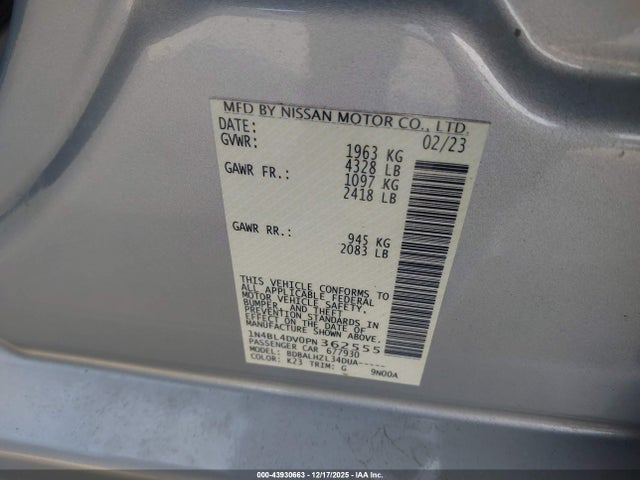 MFD BY NISSAN MOTOR CO., LTD.
DATE: 02/23
GVWR: 1963 KG
4328 LB
GAWR FR.: 1097 KG
2418 LB
GAWR RR.: 945 KG
2083 LB
THIS VEHICLE CONFORMS TO
ALL APPLICABLE FEDERAL
MOTOR VEHICLE SAFETY,
BUMPER, AND THEFT
PREVENTION STANDARDS IN
EFFECT ON THE DATE OF
MANUFACTURE SHOWN ABOVE.
1N4BL4DV0PN362555
PASSENGER CAR 677930
MODEL: BDBALHZL34DUA-----
COLOR: K23 TRIM: G 9N00A
000-43930663 - 12/17/2025 - © IAA Inc.